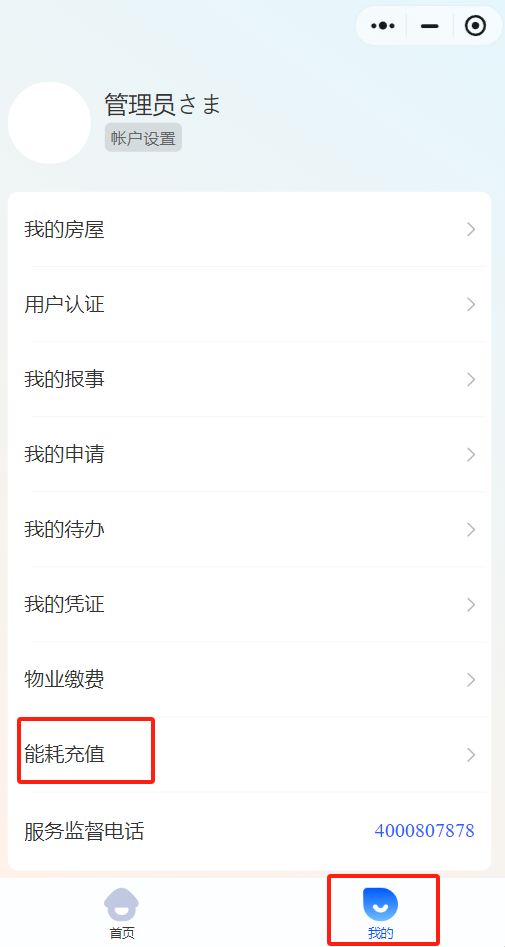 管理员さま
帐户设置
我的房屋
用户认证
我的报事
我的申请
我的待办
我的凭证
物业缴费
能耗充值
服务监督电话 4000807878
首页 我的